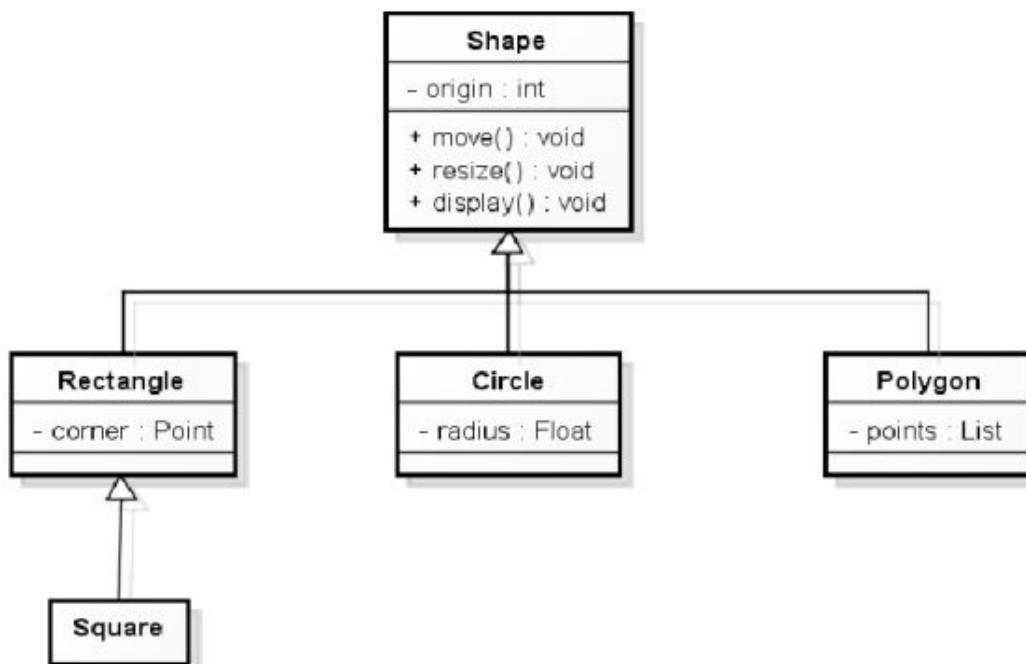 Shape
- origin : int
+ move() : void
+ resize() : void
+ display() : void
Rectangle
- corner : Point
Circle
- radius : Float
Polygon
- points : List
Square